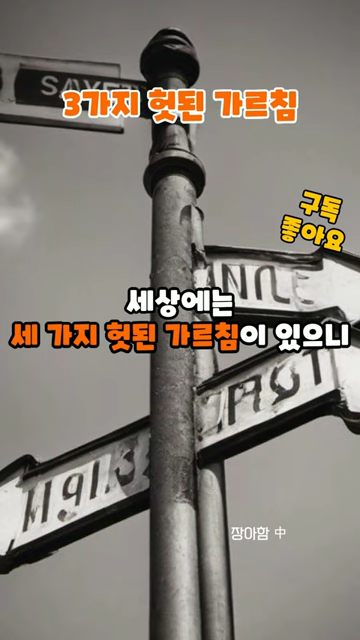 3가지 헛된 가르침
구독
좋아요
세상에는
세 가지 헛된 가르침이 있으니
장아함 中